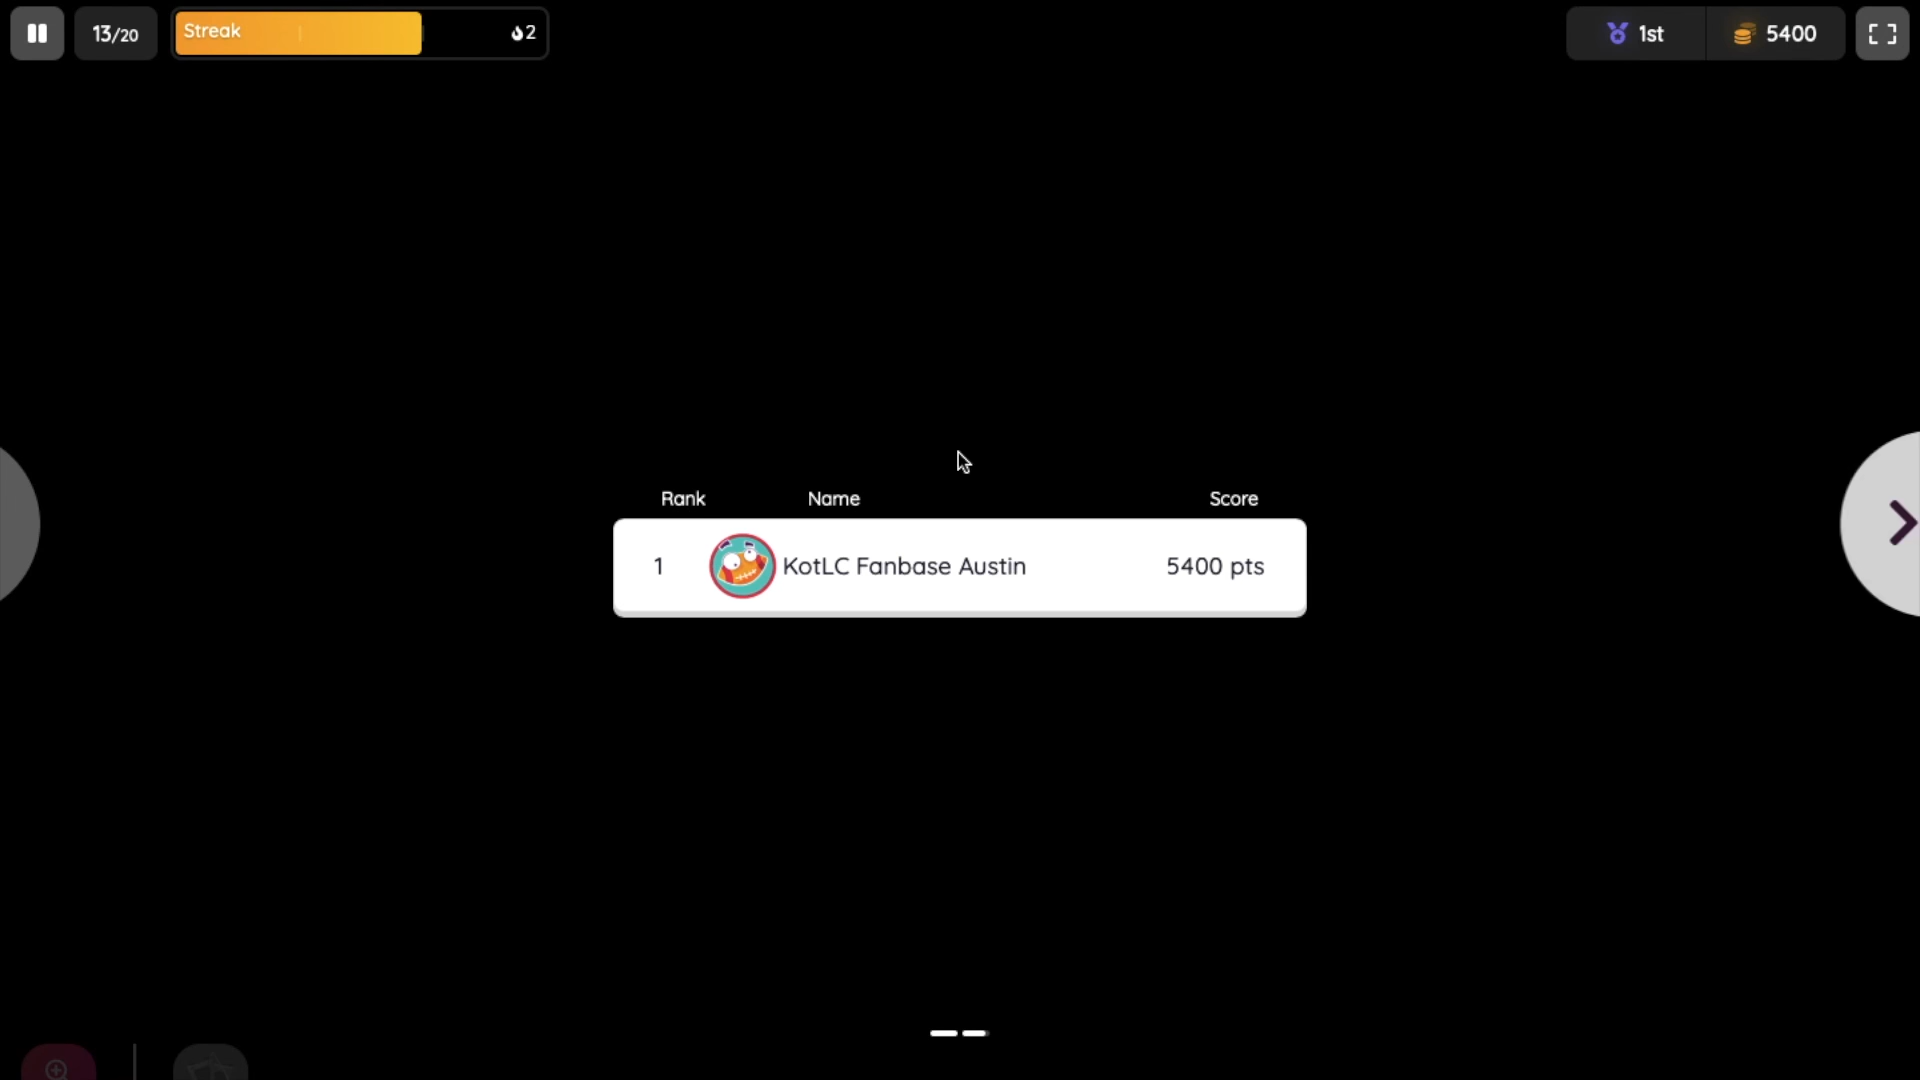 13/20
Streak
2
1st
5400
Rank Name Score
1 KotLC Fanbase Austin 5400 pts